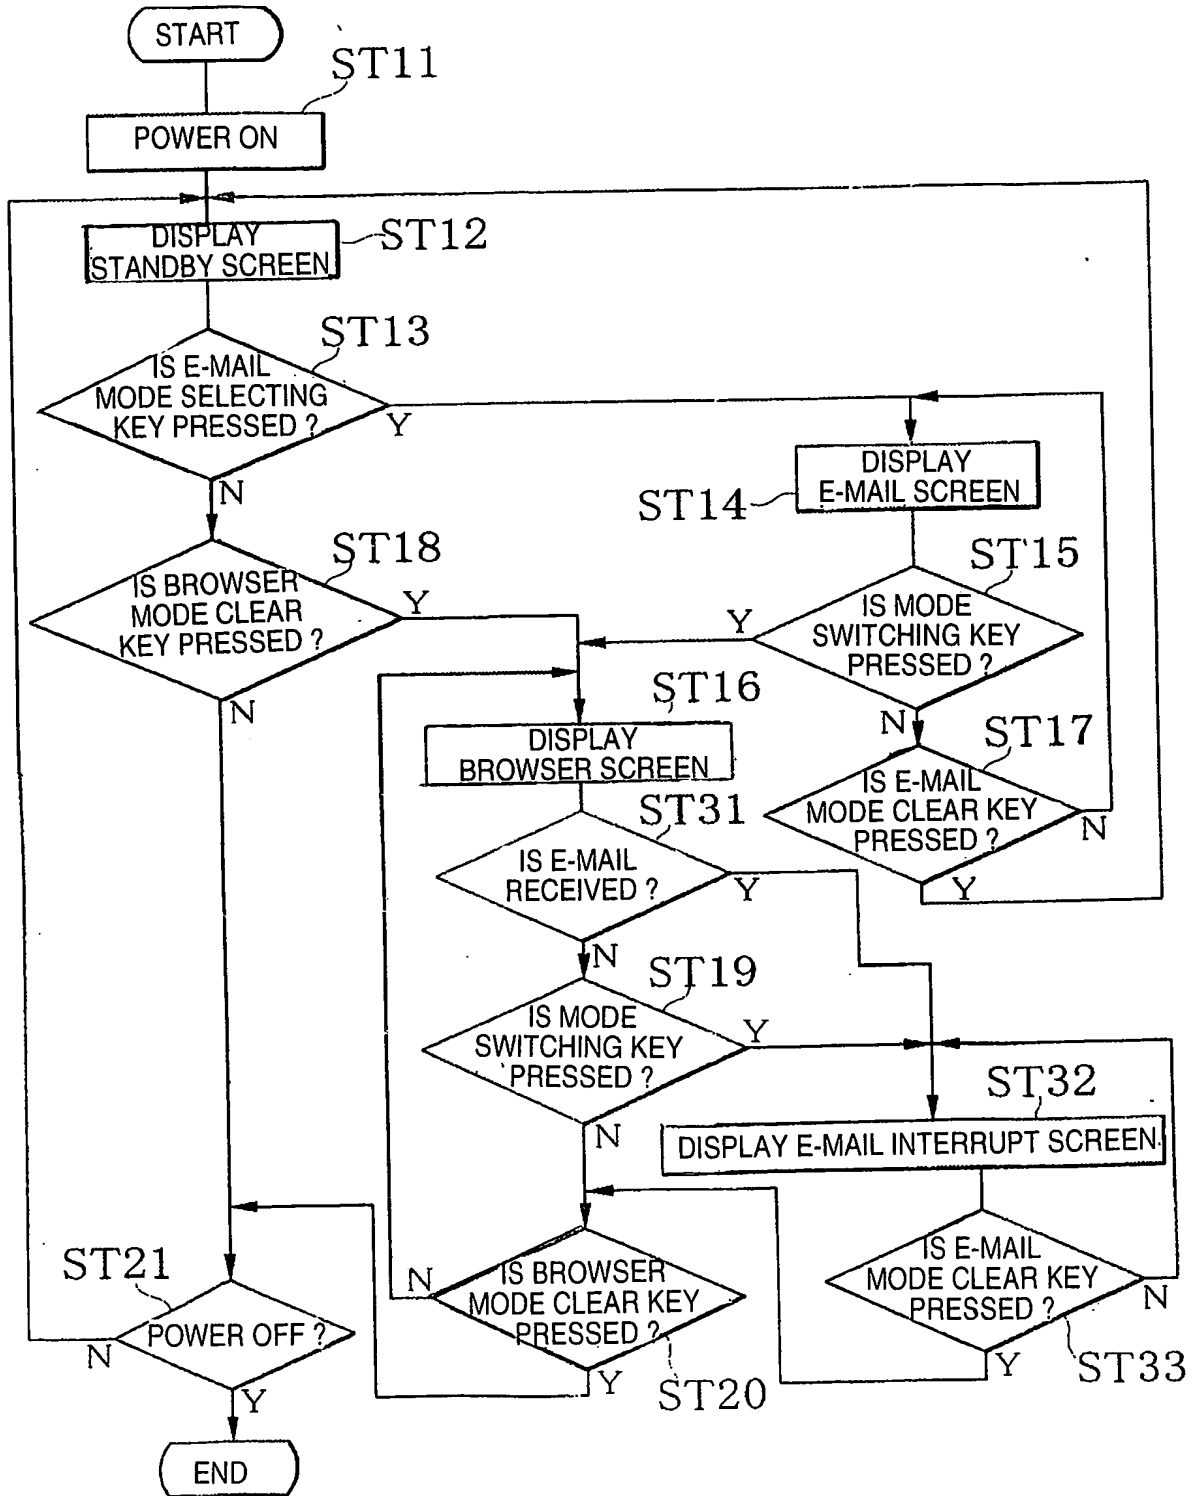 START
ST11
POWER ON
DISPLAY
STANDBY SCREEN
ST12
ST13
IS E-MAIL
MODE SELECTING
KEY PRESSED ?
Y
N
DISPLAY
E-MAIL SCREEN
ST14
ST18
IS BROWSER
MODE CLEAR
KEY PRESSED ?
Y
N
ST15
IS MODE
SWITCHING KEY
PRESSED ?
Y
N
ST16
DISPLAY
BROWSER SCREEN
ST17
IS E-MAIL
MODE CLEAR KEY
PRESSED ?
N
Y
ST31
IS E-MAIL
RECEIVED ?
Y
N
ST19
IS MODE
SWITCHING KEY
PRESSED ?
Y
N
ST32
DISPLAY E-MAIL INTERRUPT SCREEN
ST21
POWER OFF ?
N
Y
N
IS BROWSER
MODE CLEAR KEY
PRESSED ?
Y
ST20
IS E-MAIL
MODE CLEAR KEY
PRESSED ?
N
Y
ST33
END